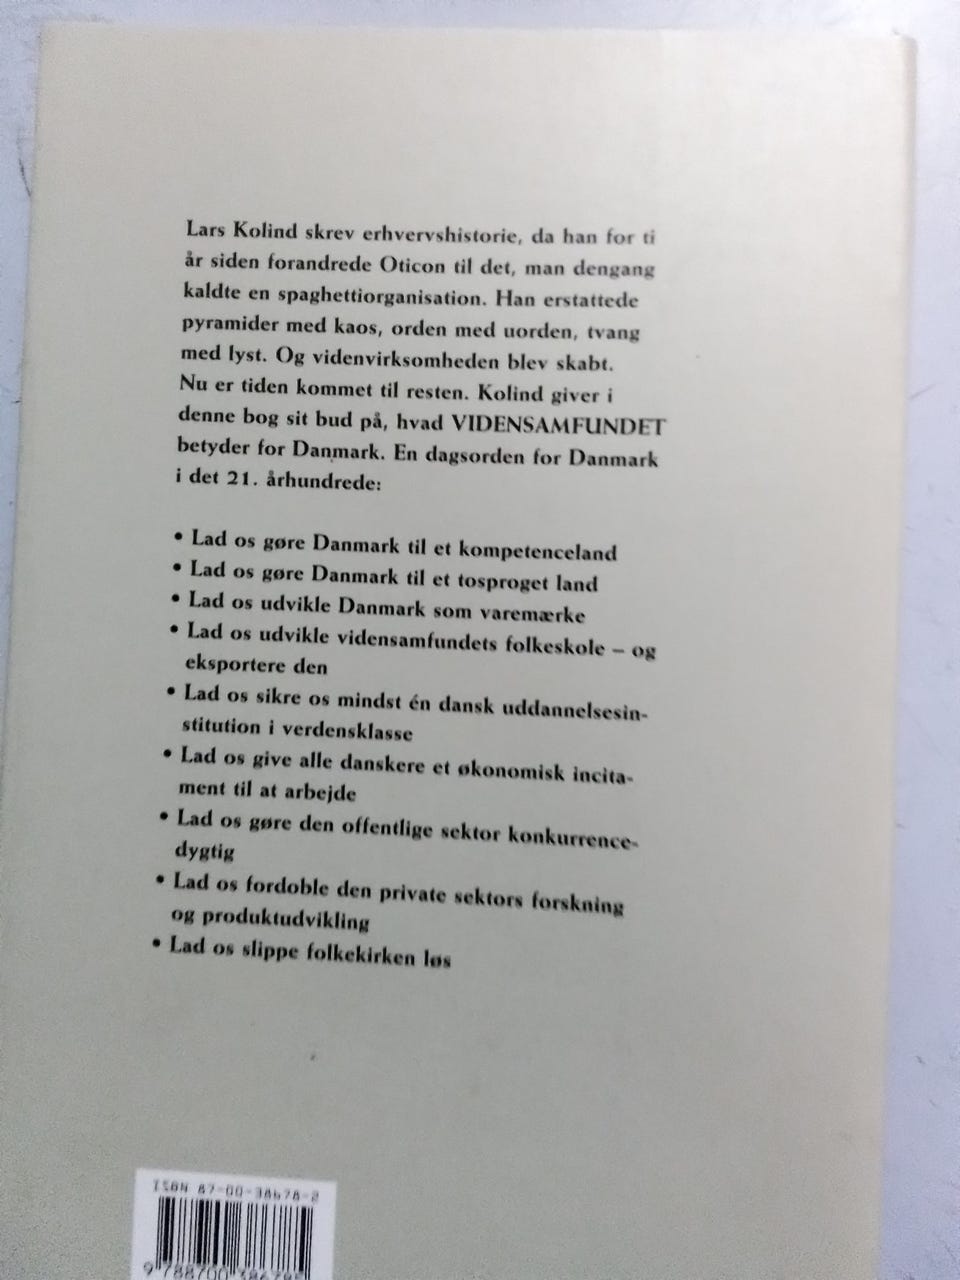 Lars Kolind skrev erhvervshistorie, da han for ti
år siden forandrede Oticon til det, man dengang
kaldte en spaghettiorganisation. Han erstattede
pyramider med kaos, orden med uorden, tvang
med lyst. Og videnvirksomheden blev skabt.
Nu er tiden kommet til resten. Kolind giver i
denne bog sit bud på, hvad VIDENSAMFUNDET
betyder for Danmark. En dagsorden for Danmark
i det 21. århundrede:
• Lad os gøre Danmark til et kompetenceland
• Lad os gøre Danmark til et tosproget land
• Lad os udvikle Danmark som varemærke
• Lad os udvikle vidensamfundets folkeskole – og
eksportere den
• Lad os sikre os mindst én dansk uddannelsesin-
stitution i verdensklasse
• Lad os give alle danskere et økonomisk incita-
ment til at arbejde
• Lad os gøre den offentlige sektor konkurrence-
dygtig
• Lad os fordoble den private sektors forskning
og produktudvikling
• Lad os slippe folkekirken løs
ISBN 87-00-38678-2
9 788700 386785